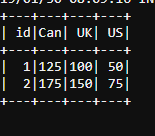 +---+---+---+---+
| id|Can| UK| US|
+---+---+---+---+
|  1|125|100| 50|
|  2|175|150| 75|
+---+---+---+---+